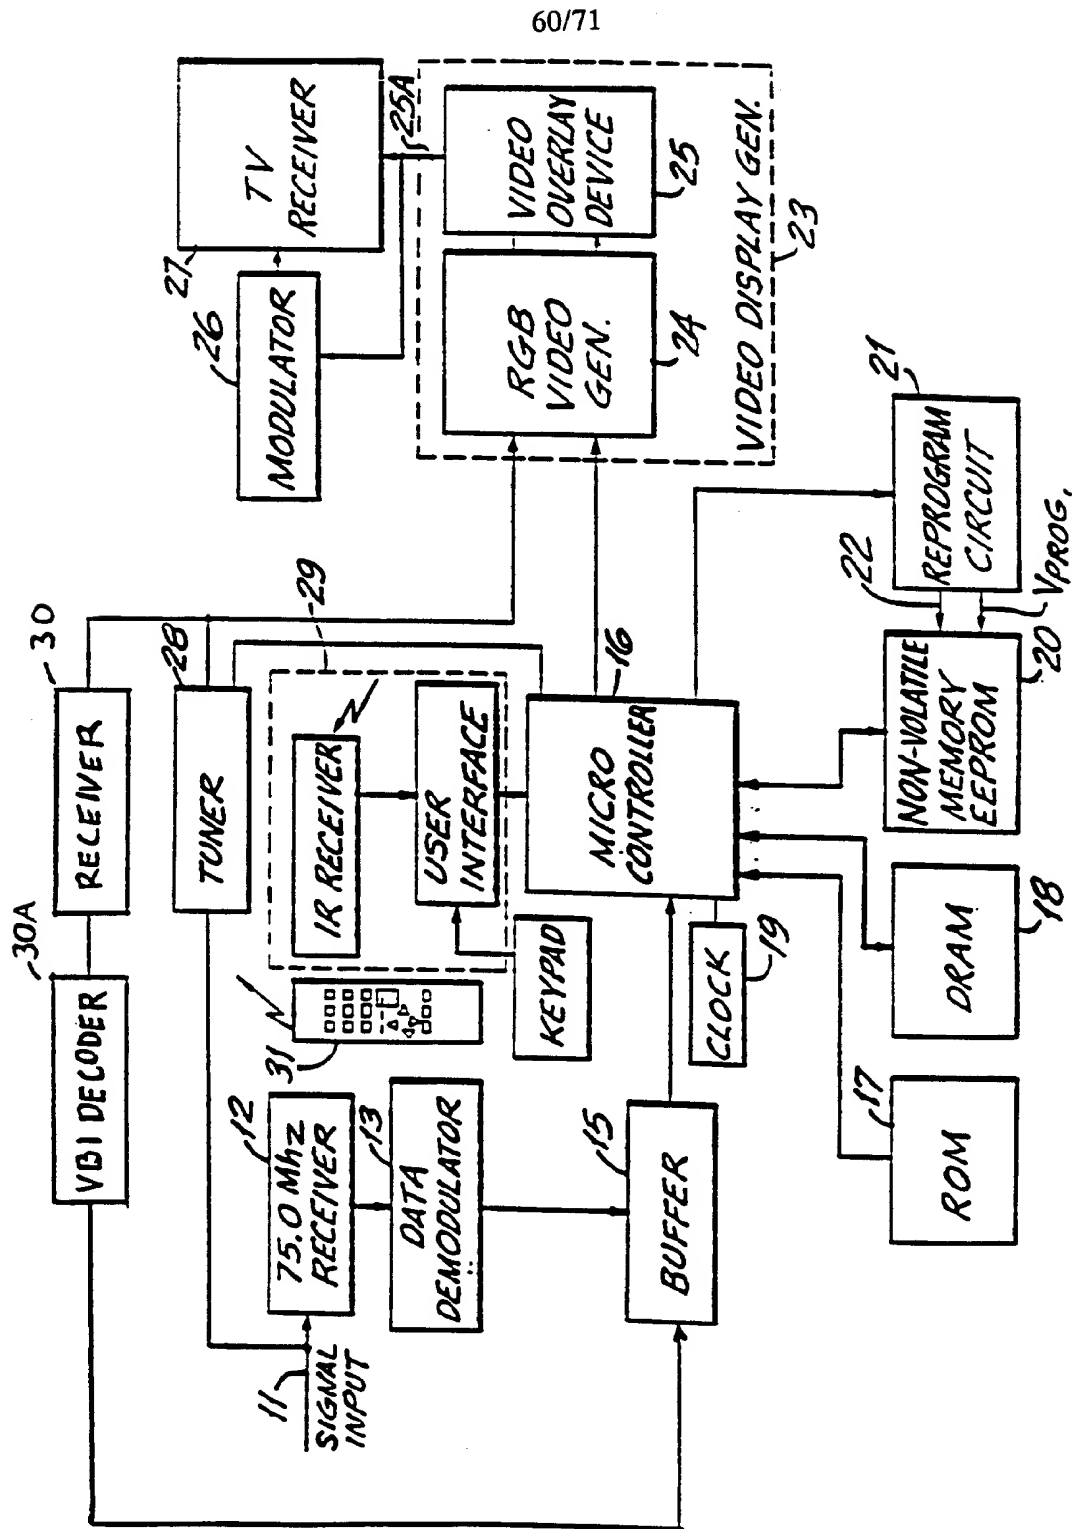 60/71
30A
VBI DECODER
30
RECEIVER
28
TUNER
27
TV
RECEIVER
26
MODULATOR
25A
11
SIGNAL
INPUT
12
75.0 Mhz
RECEIVER
13
DATA
DEMODULATOR
31
29
IR RECEIVER
USER
INTERFACE
KEYPAD
RGB
VIDEO
GEN.
24
VIDEO
OVERLAY
DEVICE
25
VIDEO DISPLAY GEN.
23
15
BUFFER
16
MICRO
CONTROLLER
CLOCK
19
17
ROM
DRAM
18
NON-VOLATILE
MEMORY
EEPROM
20
22
VPROG.
21
REPROGRAM
CIRCUIT